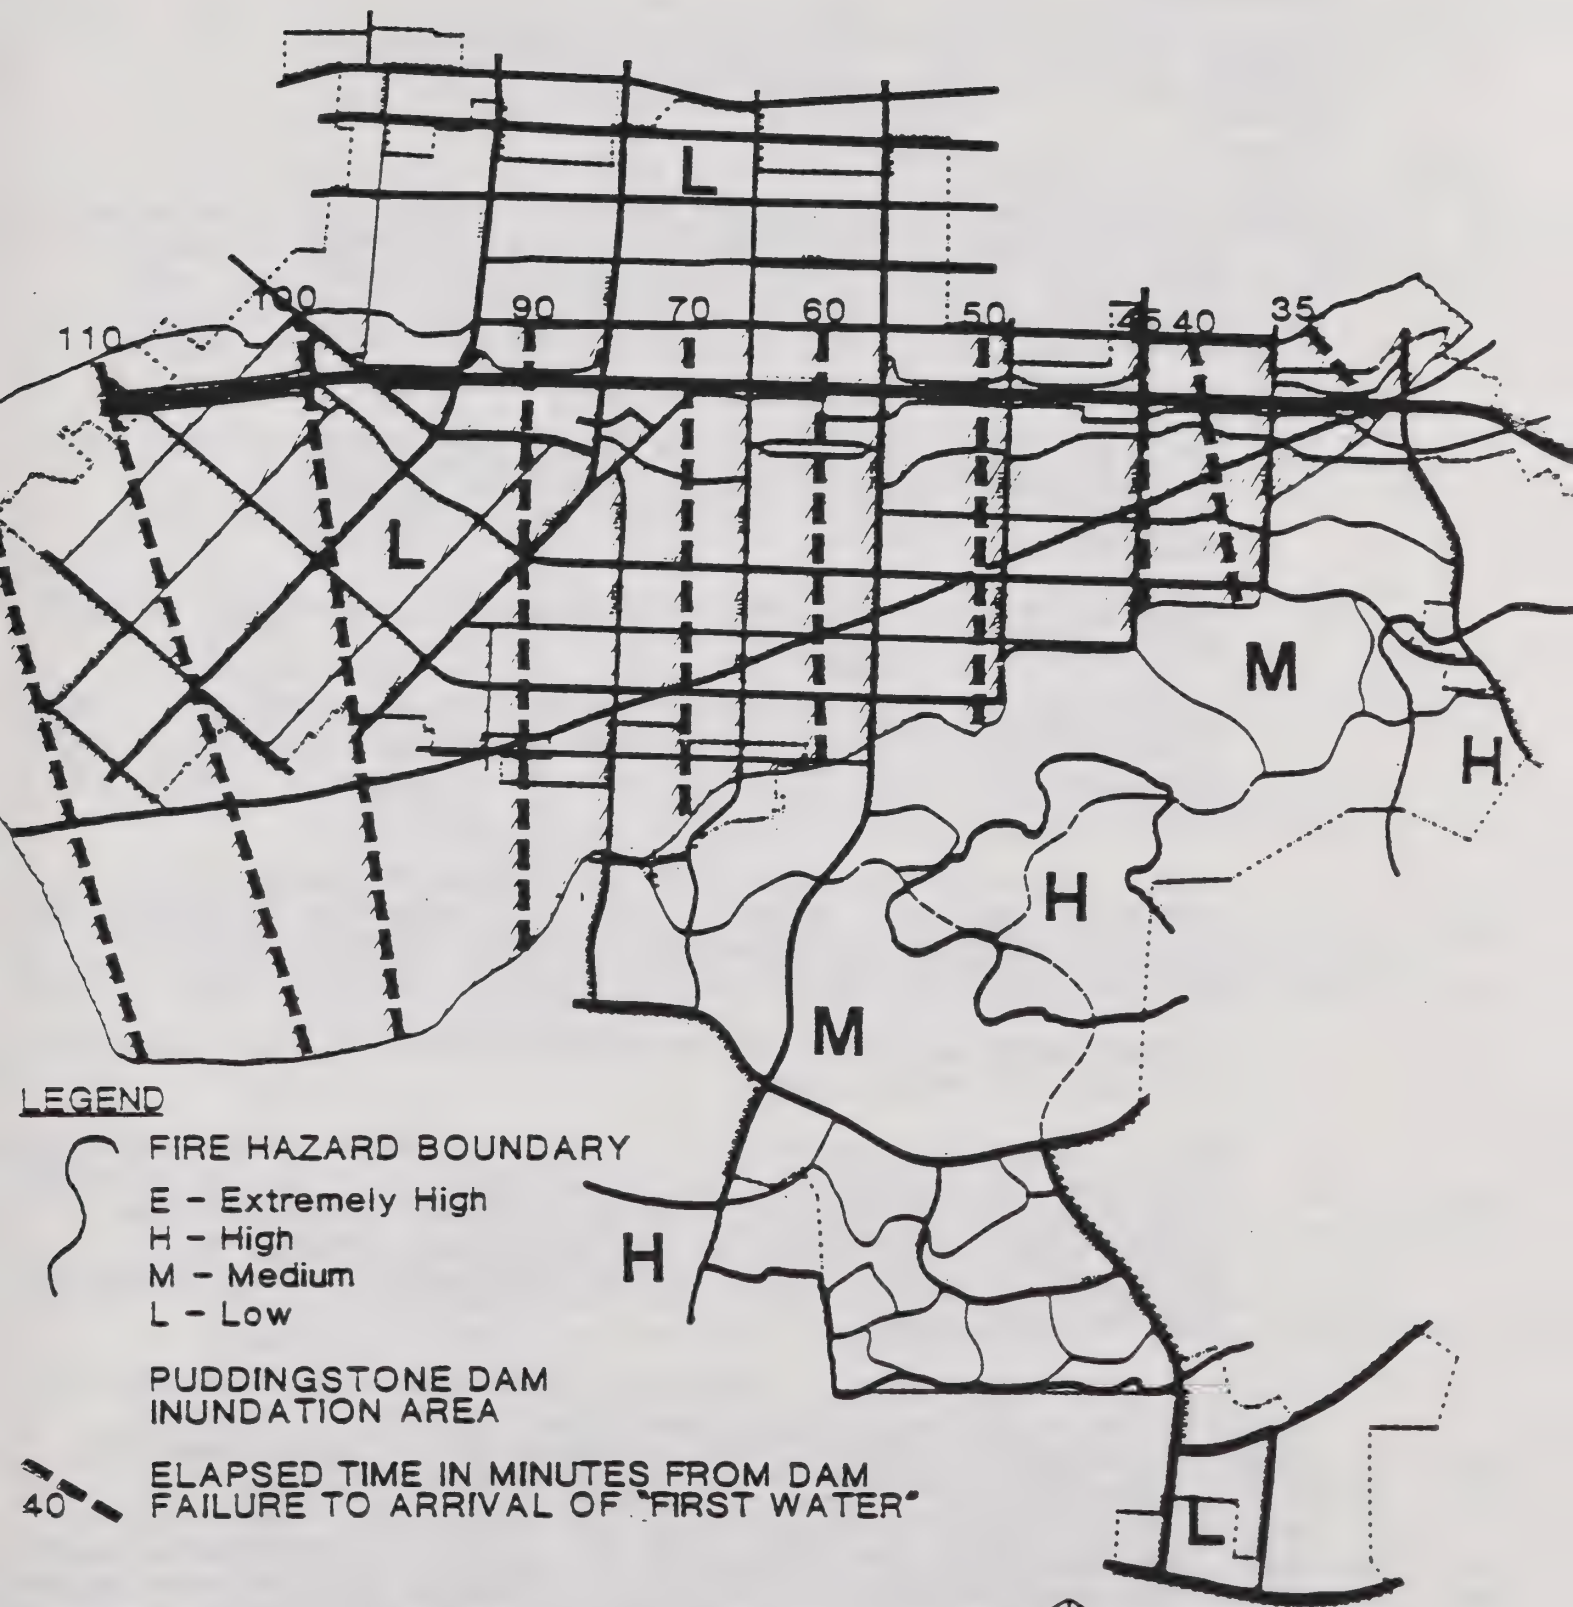 L
110
100
90
70
60
50
45
40
35
L
M
H
H
M
LEGEND
FIRE HAZARD BOUNDARY
E - Extremely High
H - High
M - Medium
L - Low
H
PUDDINGSTONE DAM
INUNDATION AREA
ELAPSED TIME IN MINUTES FROM DAM
40 FAILURE TO ARRIVAL OF "FIRST WATER"
L